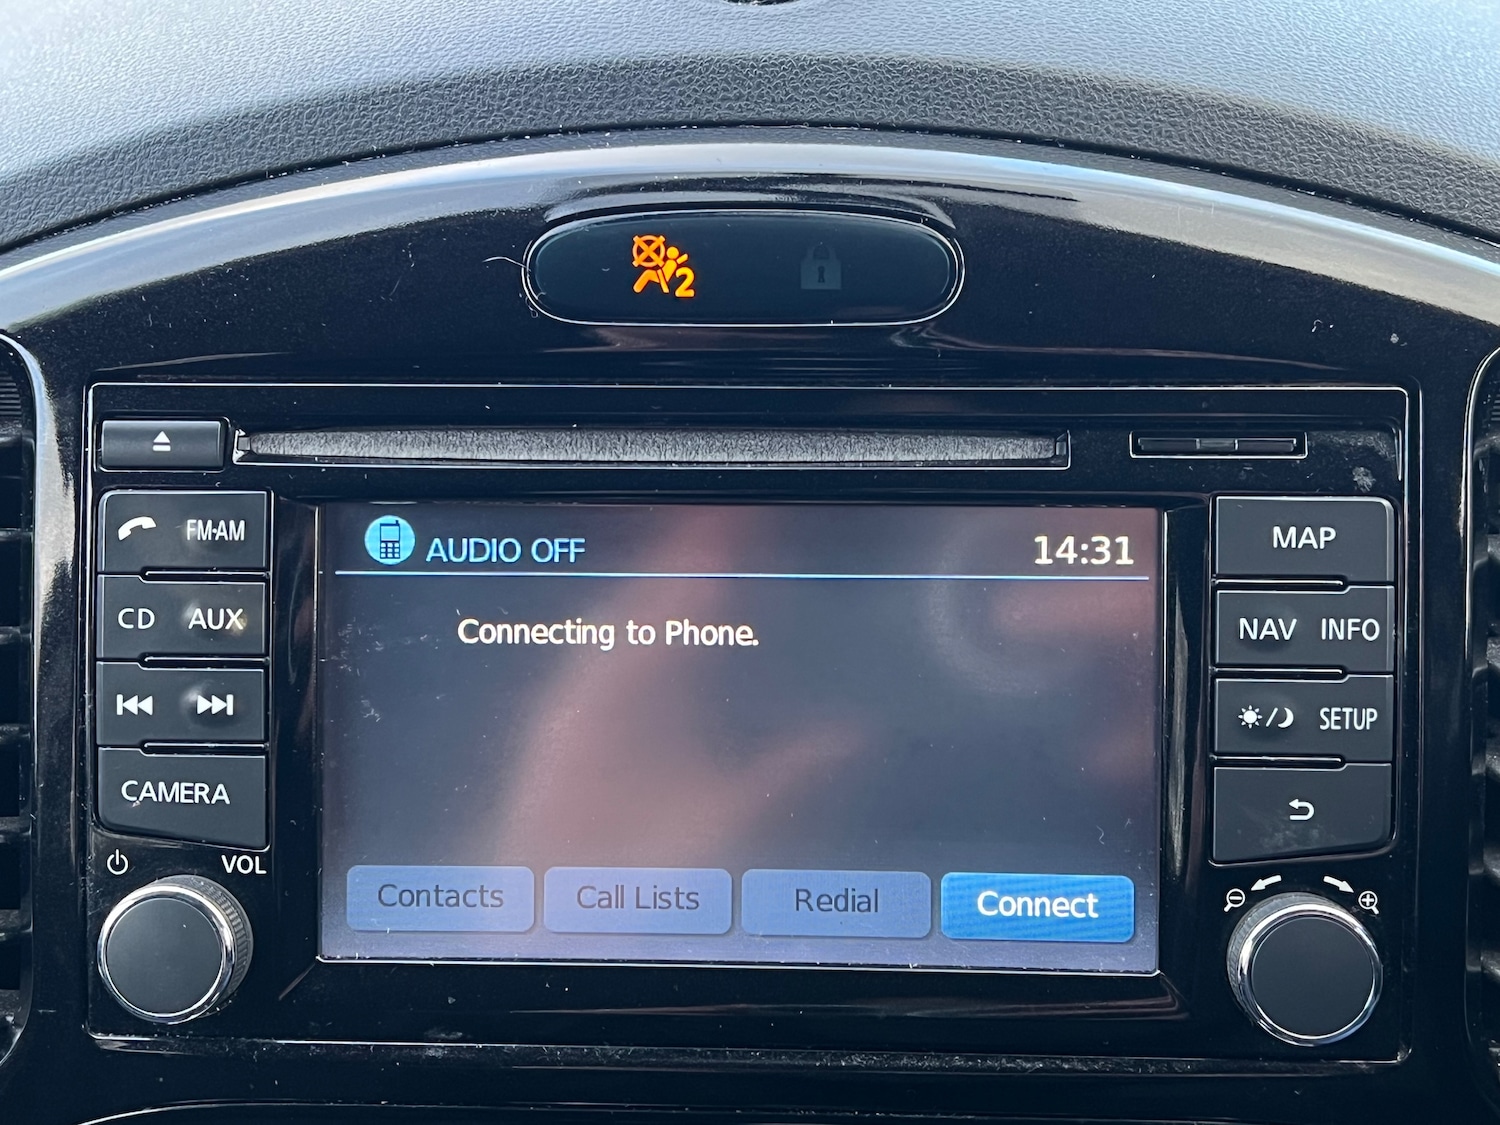 2
FM·AM
CD AUX
CAMERA
VOL
AUDIO OFF 14:31
Connecting to Phone.
Contacts Call Lists Redial Connect
MAP
NAV INFO
SETUP